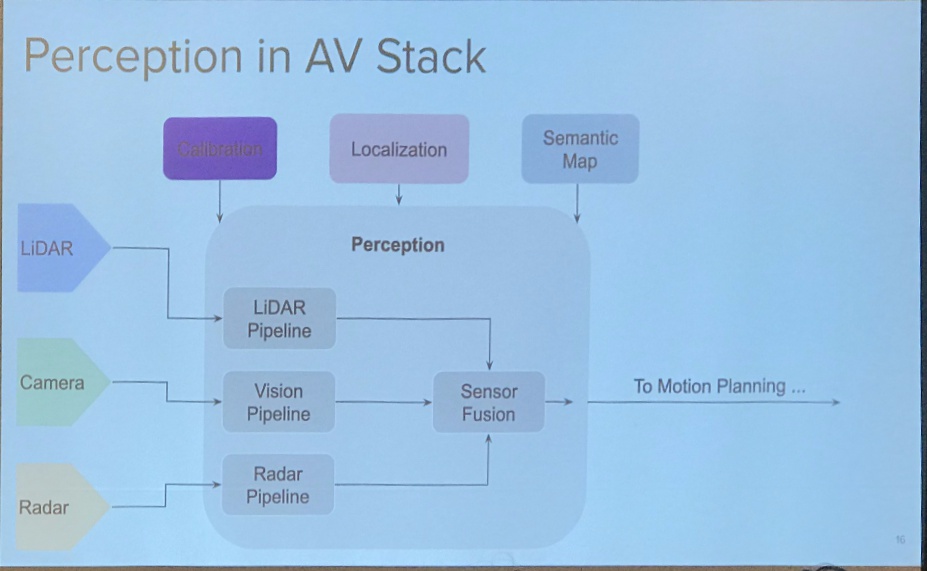 Perception in AV Stack
Calibration
Localization
Semantic
Map
LiDAR
Perception
LiDAR
Pipeline
Camera
Vision
Pipeline
Sensor
Fusion
To Motion Planning ...
Radar
Radar
Pipeline
16